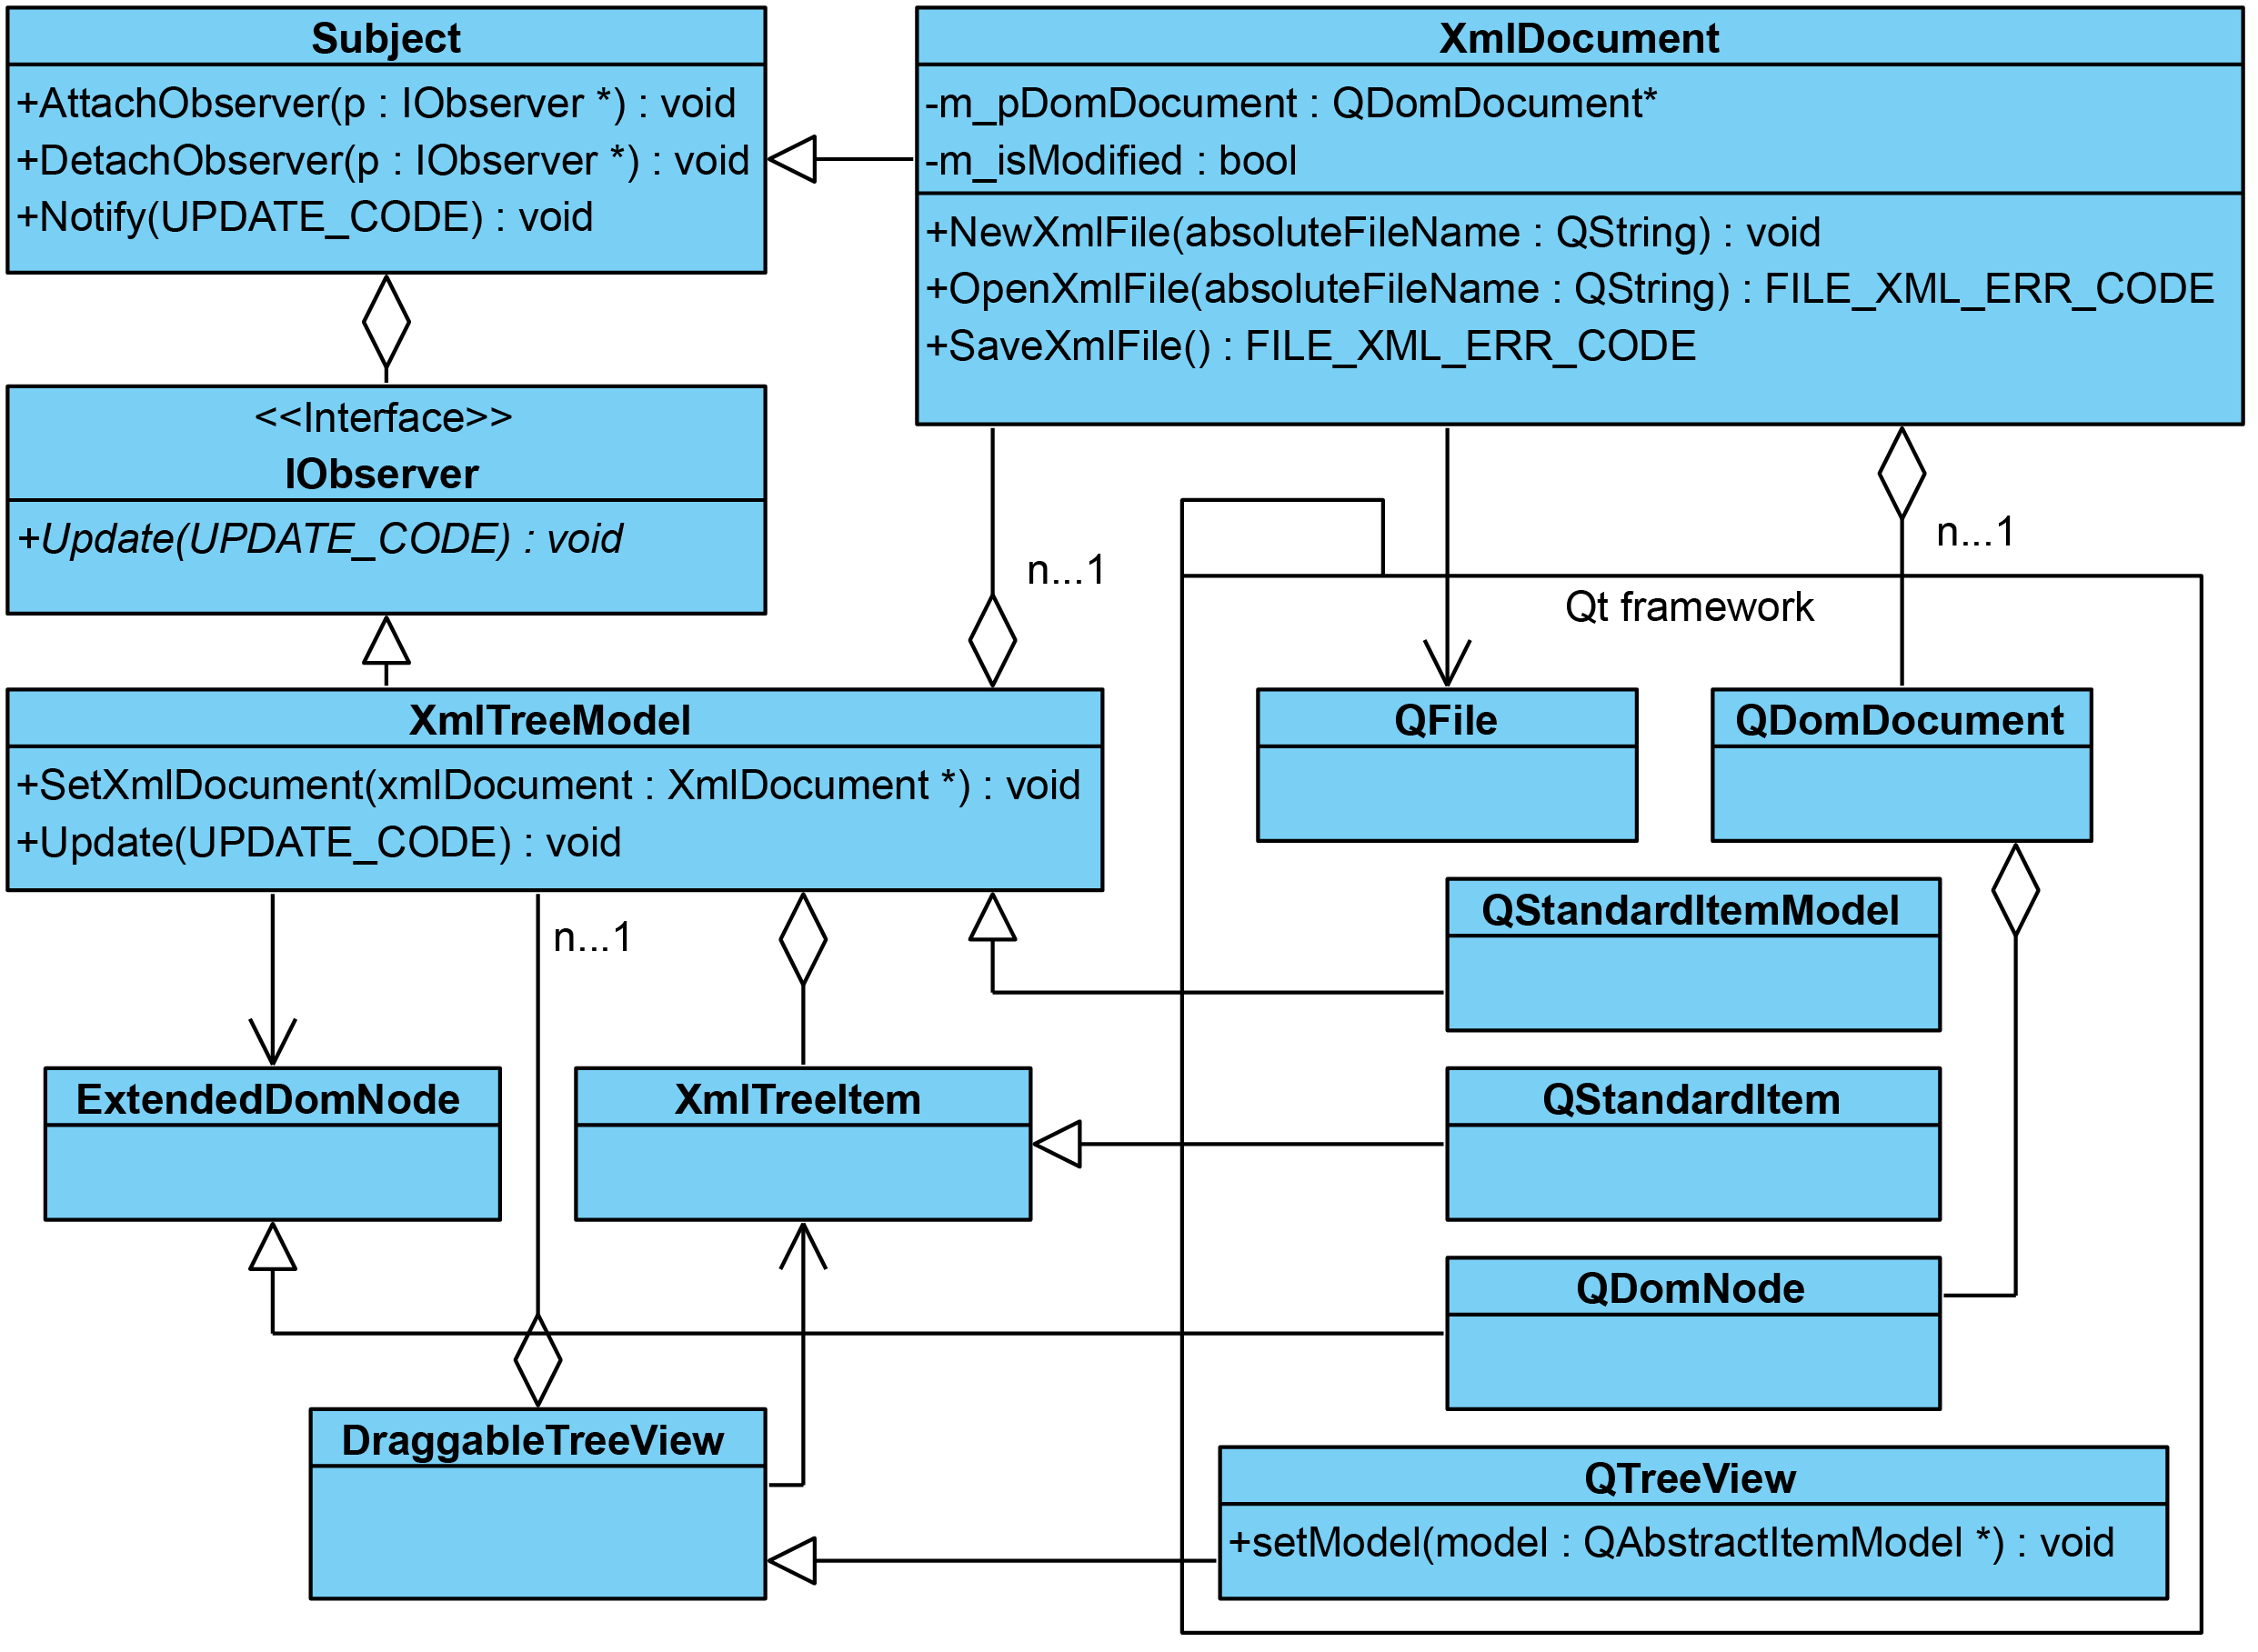 Subject
+AttachObserver(p : IObserver *) : void
+DetachObserver(p : IObserver *) : void
+Notify(UPDATE_CODE) : void
XmlDocument
-m_pDomDocument : QDomDocument*
-m_isModified : bool
+NewXmlFile(absoluteFileName : QString) : void
+OpenXmlFile(absoluteFileName : QString) : FILE_XML_ERR_CODE
+SaveXmlFile() : FILE_XML_ERR_CODE
<<Interface>>
IObserver
+Update(UPDATE_CODE) : void
n...1
n...1
Qt framework
XmlTreeModel
+SetXmlDocument(xmlDocument : XmlDocument *) : void
+Update(UPDATE_CODE) : void
QFile
QDomDocument
n...1
QStandardItemModel
ExtendedDomNode
XmlTreeItem
QStandardItem
QDomNode
DraggableTreeView
QTreeView
+setModel(model : QAbstractItemModel *) : void